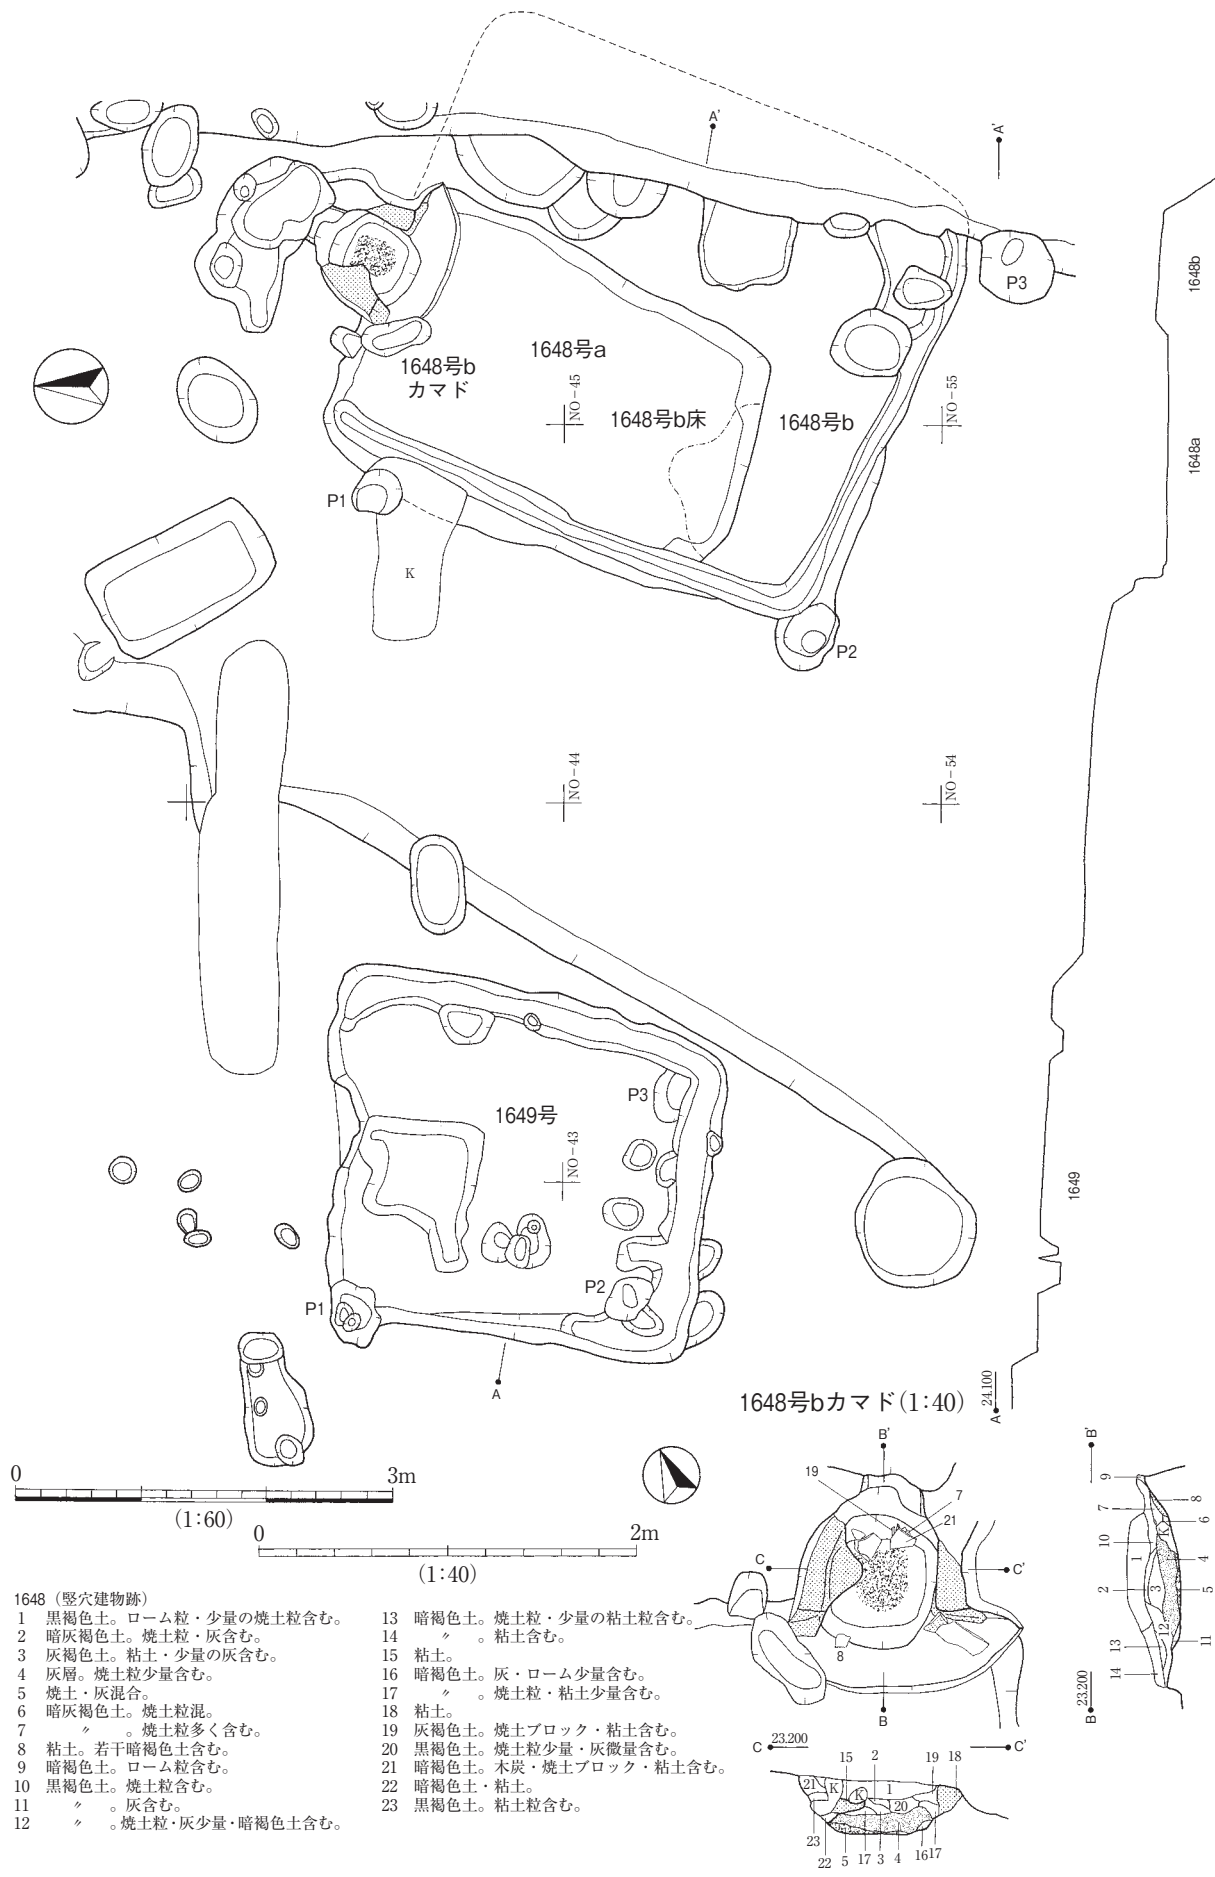 A'
A'
P3
1648b
1648号a
1648号b
カマド
NO-45
1648号b床
1648号b
NO-55
1648a
P1
K
P2
NO-44
NO-54
P3
1649号
NO-43
1649
P1
P2
A
24.100
A
1648号bカマド(1:40)
0 3m
(1:60)
0 2m
(1:40)
B'
19
7
21
C
C'
8
B
B'
9
8
7
6
K
10
1
4
2
3
5
12
13
11
14
23.200
B
C 23.200 C'
15 2 19 18
21 K K 1 20
23
22 5 17 3 4 16 17
1648（竪穴建物跡）
1 黒褐色土。ローム粒・少量の焼土粒含む。
2 暗灰褐色土。焼土粒・灰含む。
3 灰褐色土。粘土・少量の灰含む。
4 灰層。焼土粒少量含む。
5 焼土・灰混合。
6 暗灰褐色土。焼土粒混。
7 〃 。焼土粒多く含む。
8 粘土。若干暗褐色土含む。
9 暗褐色土。ローム粒含む。
10 黒褐色土。焼土粒含む。
11 〃 。灰含む。
12 〃 。焼土粒・灰少量・暗褐色土含む。
13 暗褐色土。焼土粒・少量の粘土粒含む。
14 〃 。粘土含む。
15 粘土。
16 暗褐色土。灰・ローム少量含む。
17 〃 。焼土粒・粘土少量含む。
18 粘土。
19 灰褐色土。焼土ブロック・粘土含む。
20 黒褐色土。焼土粒少量・灰微量含む。
21 暗褐色土。木炭・焼土ブロック・粘土含む。
22 暗褐色土・粘土。
23 黒褐色土。粘土粒含む。